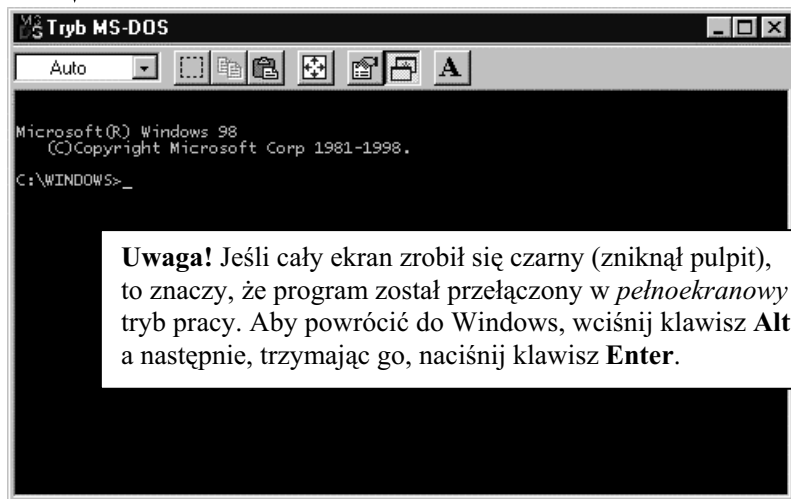 Tryb MS-DOS
Auto
A
Microsoft(R) Windows 98
(C)Copyright Microsoft Corp 1981-1998.
C:\WINDOWS>_
Uwaga! Jeśli cały ekran zrobił się czarny (zniknął pulpit),
to znaczy, że program został przełączony w pełnoekranowy
tryb pracy. Aby powrócić do Windows, wciśnij klawisz Alt
a następnie, trzymając go, naciśnij klawisz Enter.